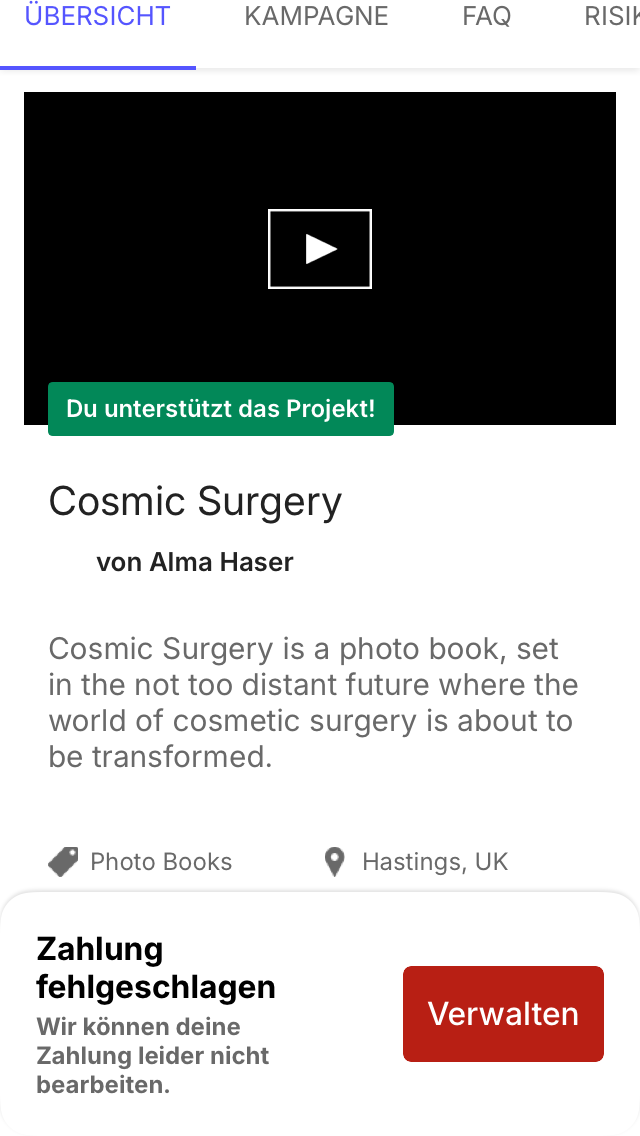 ÜBERSICHT KAMPAGNE FAQ RISIK
Du unterstützt das Projekt!
Cosmic Surgery
von Alma Haser
Cosmic Surgery is a photo book, set
in the not too distant future where the
world of cosmetic surgery is about to
be transformed.
Photo Books Hastings, UK
Zahlung
fehlgeschlagen
Wir können deine
Zahlung leider nicht
bearbeiten.
Verwalten